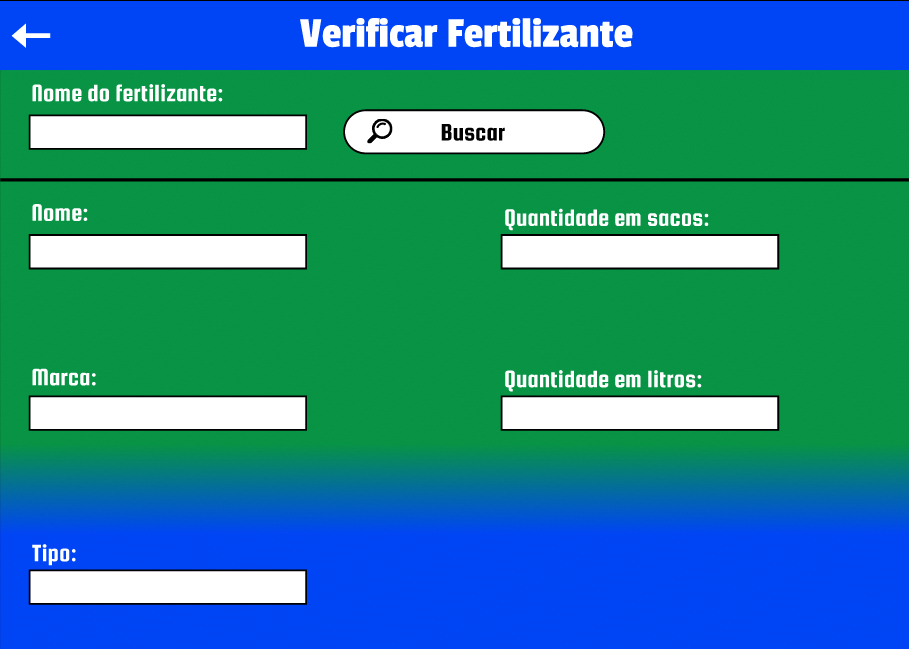 Verificar Fertilizante
Nome do fertilizante:
Buscar
Nome:
Quantidade em sacos:
Marca:
Quantidade em litros:
Tipo: